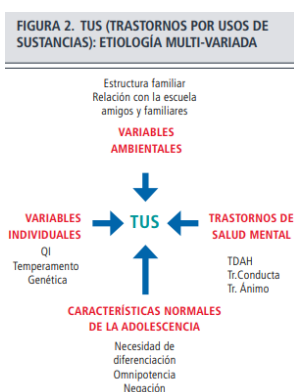 FIGURA 2. TUS (TRASTORNOS POR USOS DE
SUSTANCIAS): ETIOLOGÍA MULTI-VARIADA
Estructura familiar
Relación con la escuela
amigos y familiares
VARIABLES
AMBIENTALES
VARIABLES
INDIVIDUALES
QI
Temperamento
Genética
TUS
TRASTORNOS DE
SALUD MENTAL
TDAH
Tr.Conducta
Tr. Ánimo
CARACTERÍSTICAS NORMALES
DE LA ADOLESCENCIA
Necesidad de
diferenciación
Omnipotencia
Negación